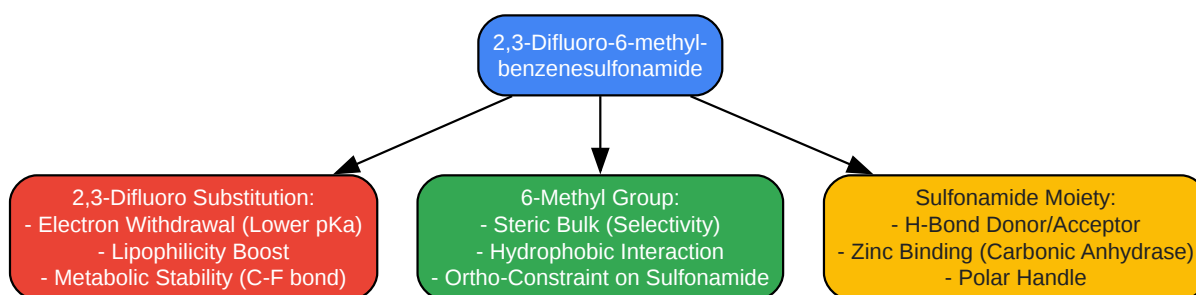 2,3-Difluoro-6-methyl-
benzenesulfonamide
2,3-Difluoro Substitution:
- Electron Withdrawal (Lower pKa)
- Lipophilicity Boost
- Metabolic Stability (C-F bond)
6-Methyl Group:
- Steric Bulk (Selectivity)
- Hydrophobic Interaction
- Ortho-Constraint on Sulfonamide
Sulfonamide Moiety:
- H-Bond Donor/Acceptor
- Zinc Binding (Carbonic Anhydrase)
- Polar Handle